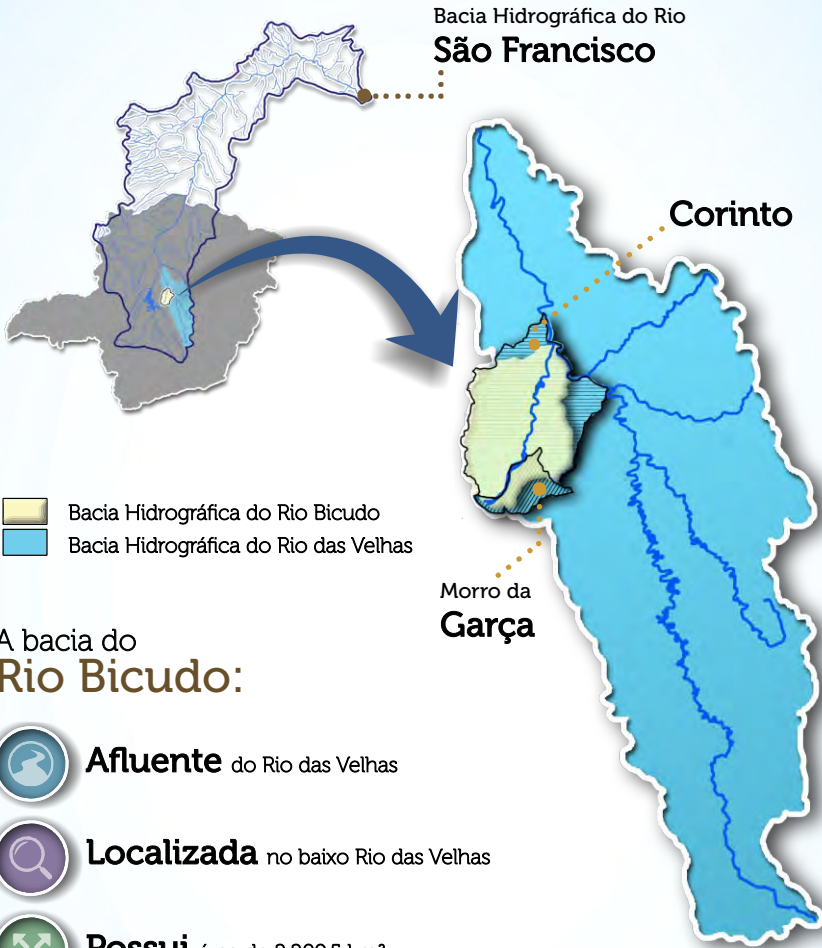 Bacia Hidrográfica do Rio
São Francisco
Corinto
Bacia Hidrográfica do Rio Bicudo
Bacia Hidrográfica do Rio das Velhas
Morro da
Garça
A bacia do
Rio Bicudo:
Afluente do Rio das Velhas
Localizada no baixo Rio das Velhas
Possui